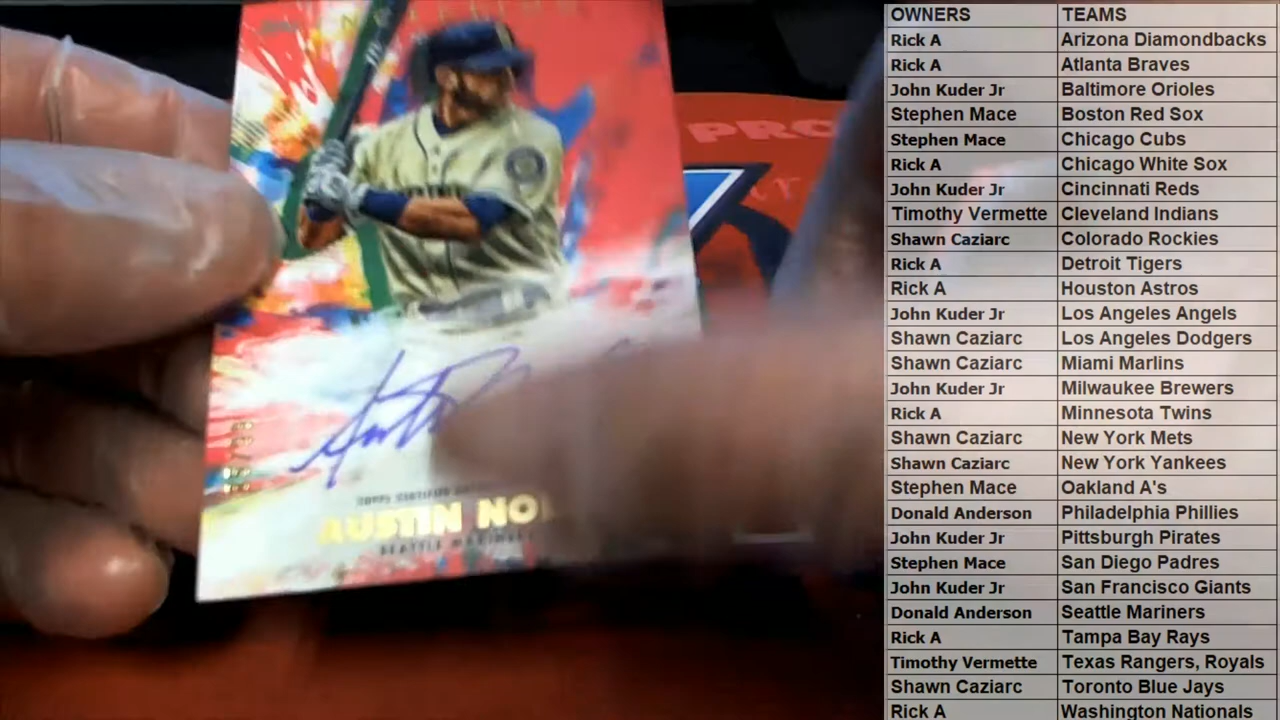 AUSTIN NO
SEATTLE MARINERS
PRO
OWNERS TEAMS
Rick A Arizona Diamondbacks
Rick A Atlanta Braves
John Kuder Jr Baltimore Orioles
Stephen Mace Boston Red Sox
Stephen Mace Chicago Cubs
Rick A Chicago White Sox
John Kuder Jr Cincinnati Reds
Timothy Vermette Cleveland Indians
Shawn Caziarc Colorado Rockies
Rick A Detroit Tigers
Rick A Houston Astros
John Kuder Jr Los Angeles Angels
Shawn Caziarc Los Angeles Dodgers
Shawn Caziarc Miami Marlins
John Kuder Jr Milwaukee Brewers
Rick A Minnesota Twins
Shawn Caziarc New York Mets
Shawn Caziarc New York Yankees
Stephen Mace Oakland A's
Donald Anderson Philadelphia Phillies
John Kuder Jr Pittsburgh Pirates
Stephen Mace San Diego Padres
John Kuder Jr San Francisco Giants
Donald Anderson Seattle Mariners
Rick A Tampa Bay Rays
Timothy Vermette Texas Rangers, Royals
Shawn Caziarc Toronto Blue Jays
Rick A Washington Nationals